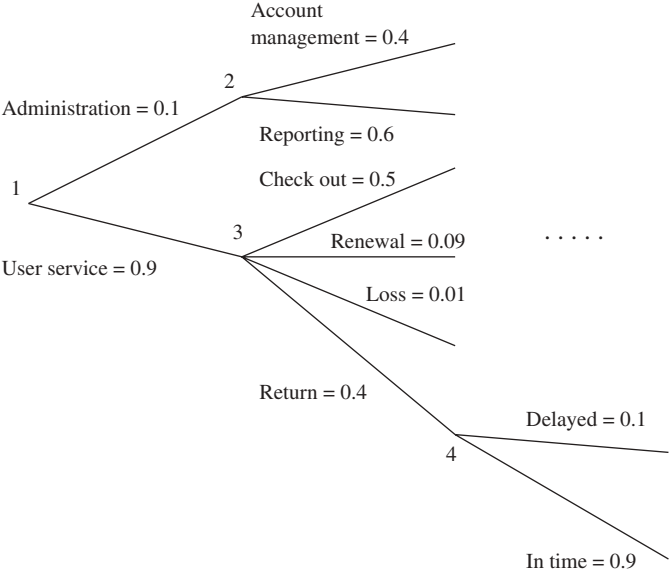 Account
management = 0.4
2
Administration = 0.1
Reporting = 0.6
Check out = 0.5
1
3
Renewal = 0.09
. . . . .
User service = 0.9
Loss = 0.01
Return = 0.4
Delayed = 0.1
4
In time = 0.9